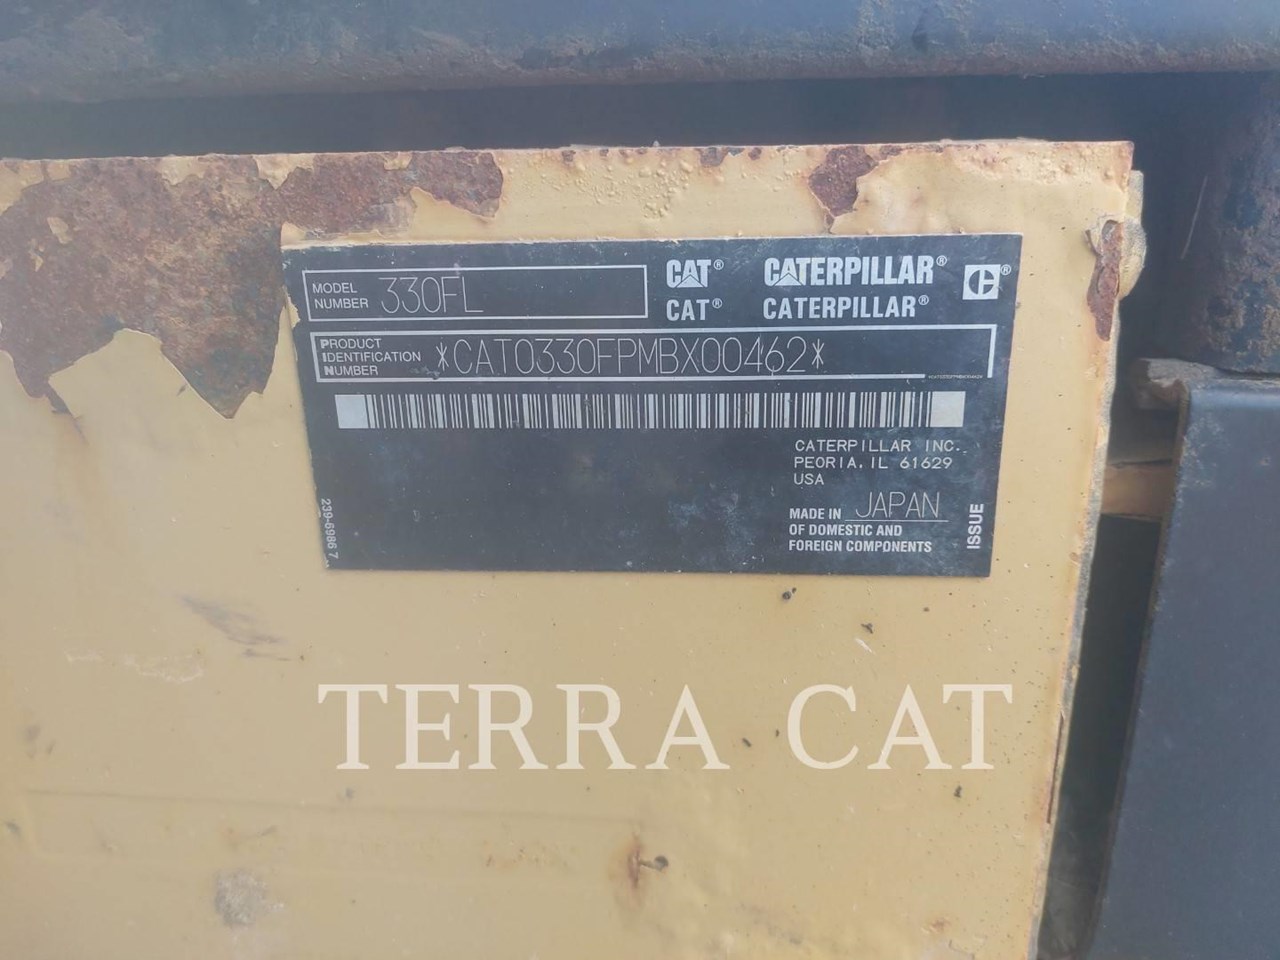 MODEL NUMBER 330FL
CAT® CATERPILLAR®
CAT® CATERPILLAR®
PRODUCT IDENTIFICATION NUMBER *CAT0330FPMBX00462*
CATERPILLAR INC.
PEORIA, IL 61629
USA
MADE IN JAPAN
OF DOMESTIC AND
FOREIGN COMPONENTS
239-6986 7
ISSUE
TERRA CAT